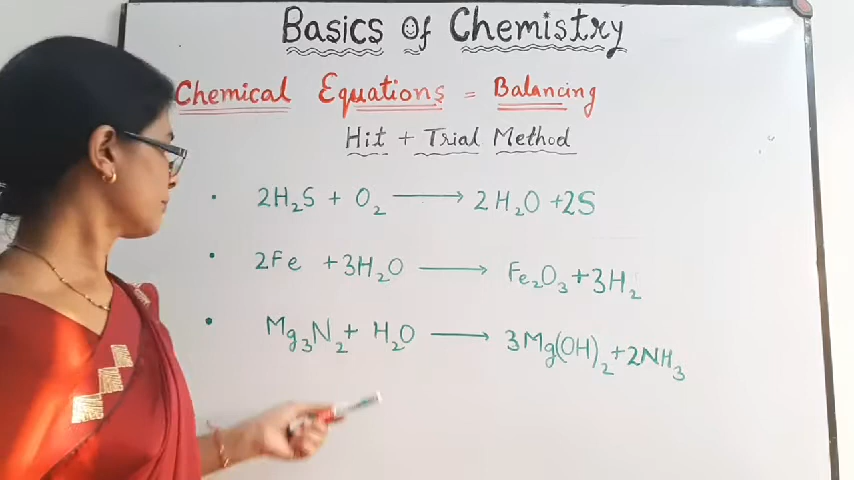 Basics of Chemistry
Chemical Equations = Balancing
Hit + Trial Method
• 2H₂S + O₂ ⟶ 2H₂O + 2S
• 2Fe + 3H₂O ⟶ Fe₂O₃ + 3H₂
• Mg₃N₂ + H₂O ⟶ 3Mg(OH)₂ + 2NH₃